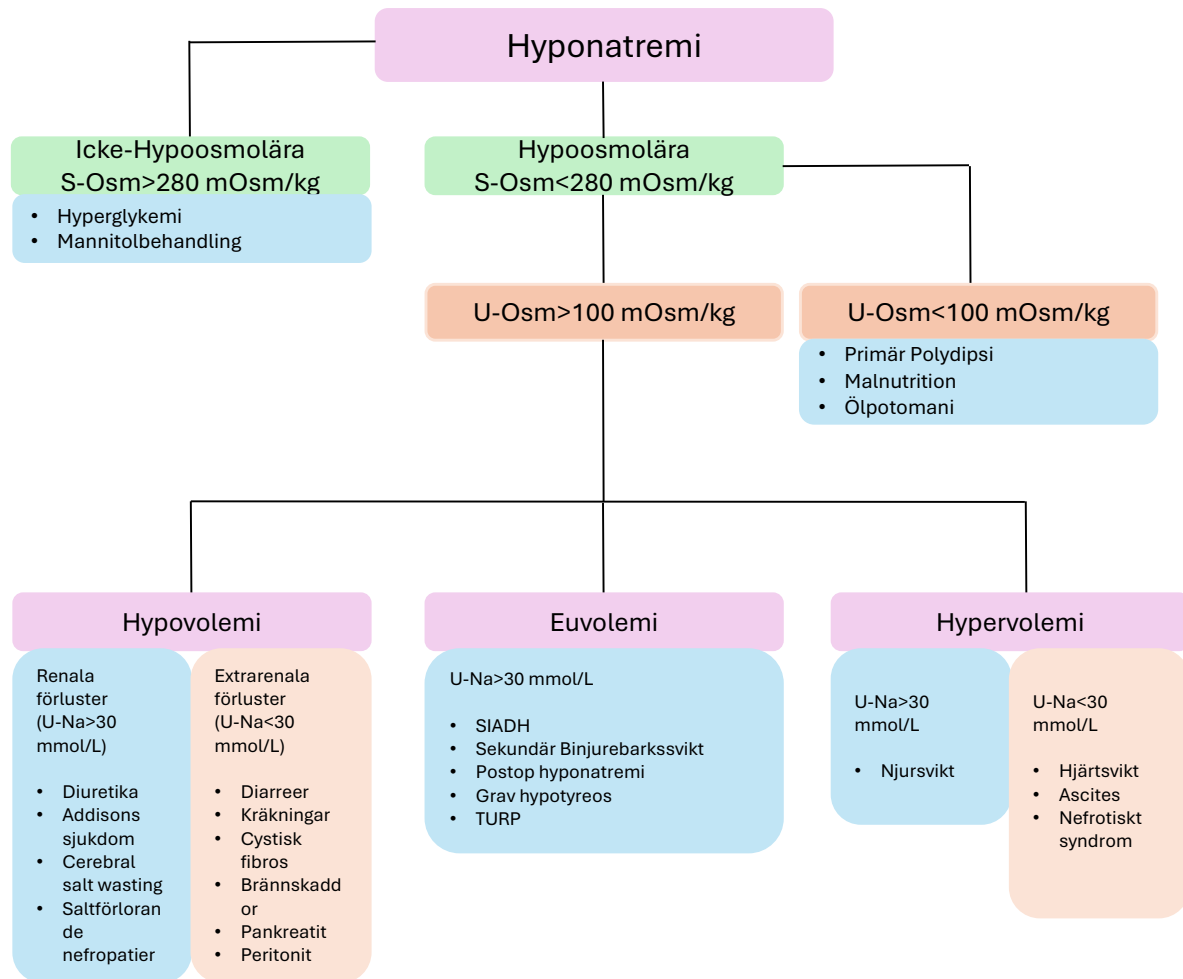 Hyponatremi
Icke-Hypoosmolära
S-Osm>280 mOsm/kg
• Hyperglykemi
• Mannitolbehandling
Hypoosmolära
S-Osm<280 mOsm/kg
U-Osm>100 mOsm/kg
U-Osm<100 mOsm/kg
• Primär Polydipsi
• Malnutrition
• Ölpotomani
Hypovolemi
Renala
förluster
(U-Na>30
mmol/L)
• Diuretika
• Addisons
sjukdom
• Cerebral
salt wasting
• Saltförloran
de
nefropatier
Extrarenala
förluster
(U-Na<30
mmol/L)
• Diarreer
• Kräkningar
• Cystisk
fibros
• Brännskadd
or
• Pankreatit
• Peritonit
Euvolemi
U-Na>30 mmol/L
• SIADH
• Sekundär Binjurebarkssvikt
• Postop hyponatremi
• Grav hypotyreos
• TURP
Hypervolemi
U-Na>30
mmol/L
• Njursvikt
U-Na<30
mmol/L
• Hjärtsvikt
• Ascites
• Nefrotiskt
syndrom